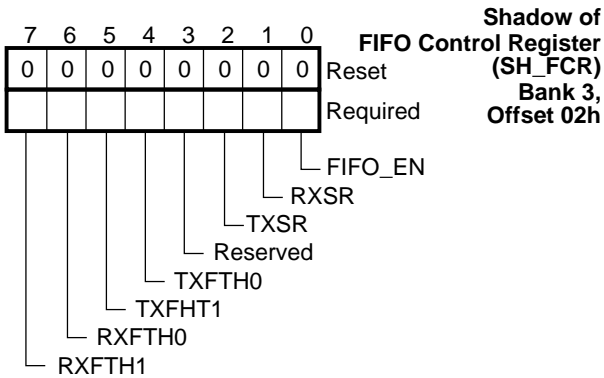 Shadow of
FIFO Control Register
(SH_FCR)
Bank 3,
Offset 02h
7 6 5 4 3 2 1 0
0 0 0 0 0 0 0 0 Reset
Required
FIFO_EN
RXSR
TXSR
Reserved
TXFTH0
TXFHT1
RXFTH0
RXFTH1